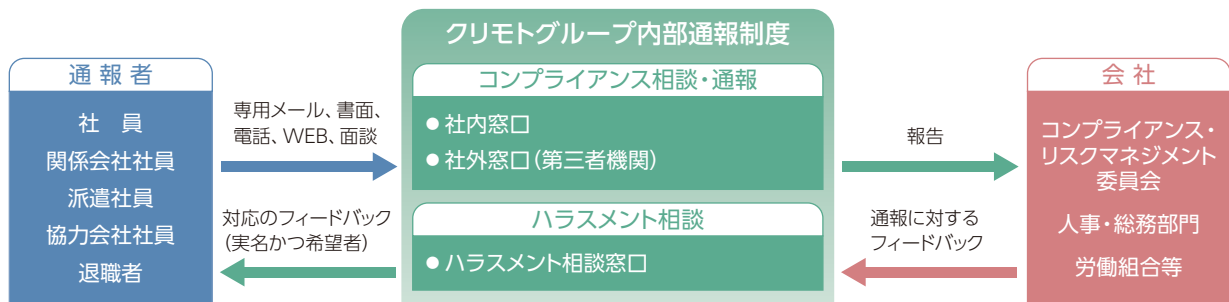 クリモトグループ内部通報制度
通報者
社 員
関係会社社員
派遣社員
協力会社社員
退職者
専用メール、書面、
電話、WEB、面談
対応のフィードバック
(実名かつ希望者)
コンプライアンス相談・通報
● 社内窓口
● 社外窓口(第三者機関)
ハラスメント相談
● ハラスメント相談窓口
報告
通報に対する
フィードバック
会社
コンプライアンス・
リスクマネジメント
委員会
人事・総務部門
労働組合等